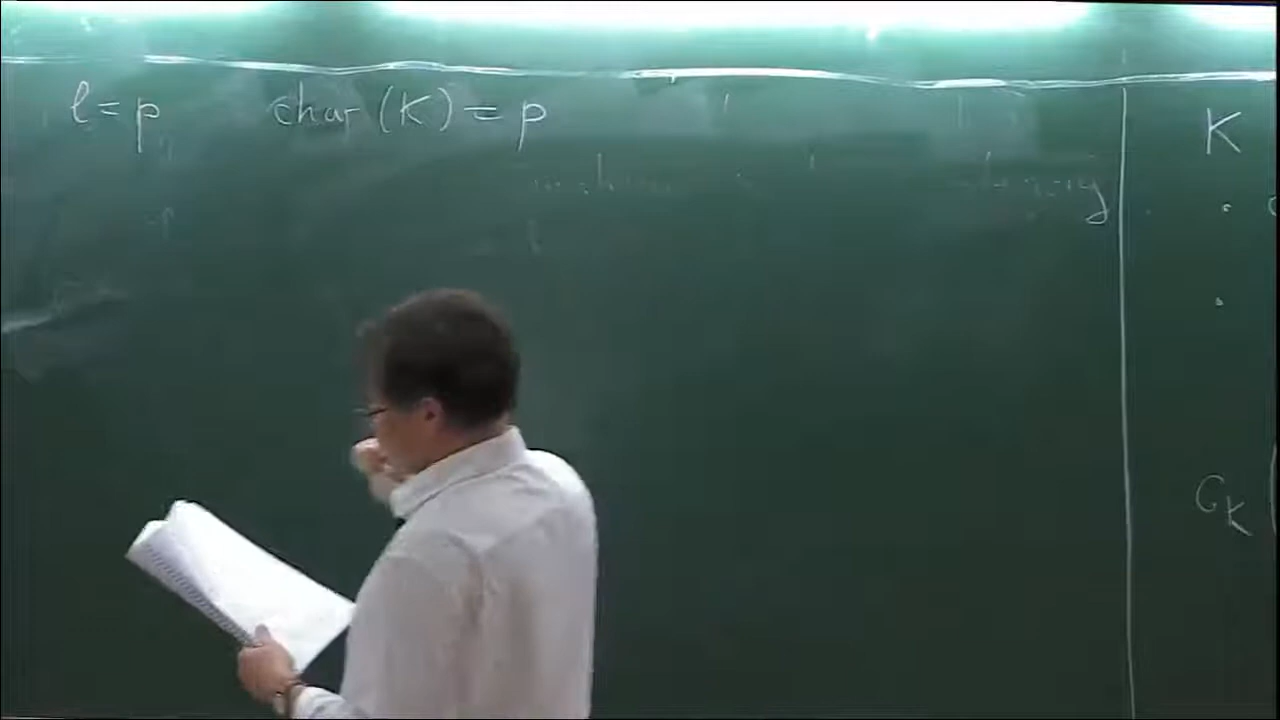 ℓ = p char (K) = p
K
G_K